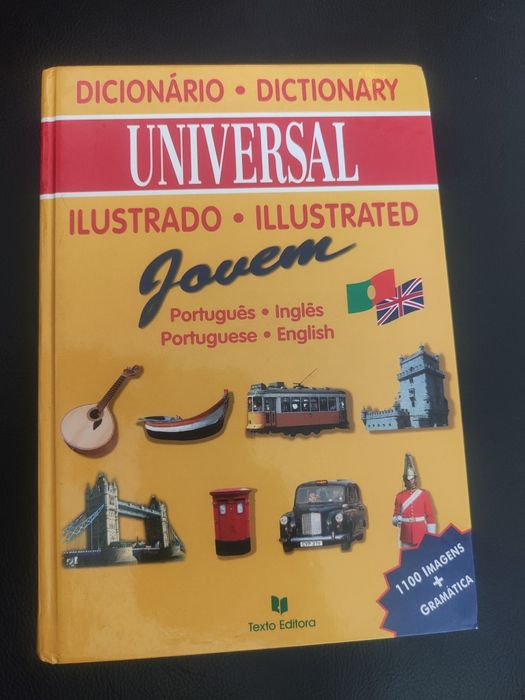 DICIONÁRIO • DICTIONARY
UNIVERSAL
ILUSTRADO • ILLUSTRATED
Jovem
Português • Inglês
Portuguese • English
1100 IMAGENS
+
GRAMÁTICA
Texto Editora